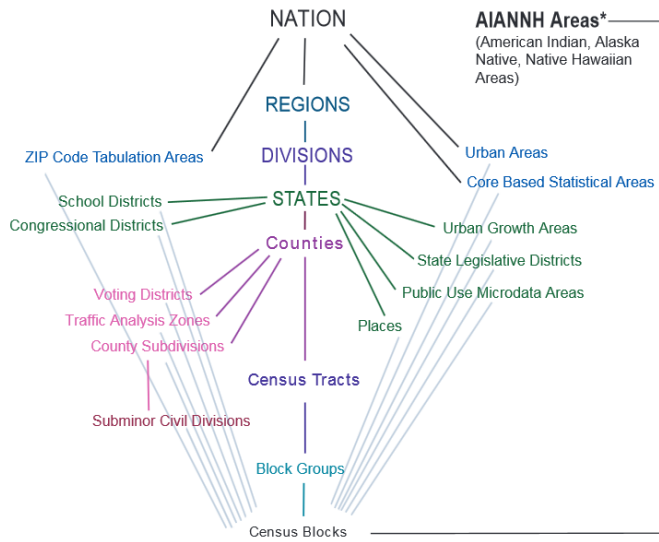 NATION
AIANNH Areas*
(American Indian, Alaska
Native, Native Hawaiian
Areas)
REGIONS
ZIP Code Tabulation Areas
DIVISIONS
Urban Areas
Core Based Statistical Areas
School Districts
STATES
Congressional Districts
Urban Growth Areas
Counties
State Legislative Districts
Voting Districts
Public Use Microdata Areas
Traffic Analysis Zones
Places
County Subdivisions
Census Tracts
Subminor Civil Divisions
Block Groups
Census Blocks